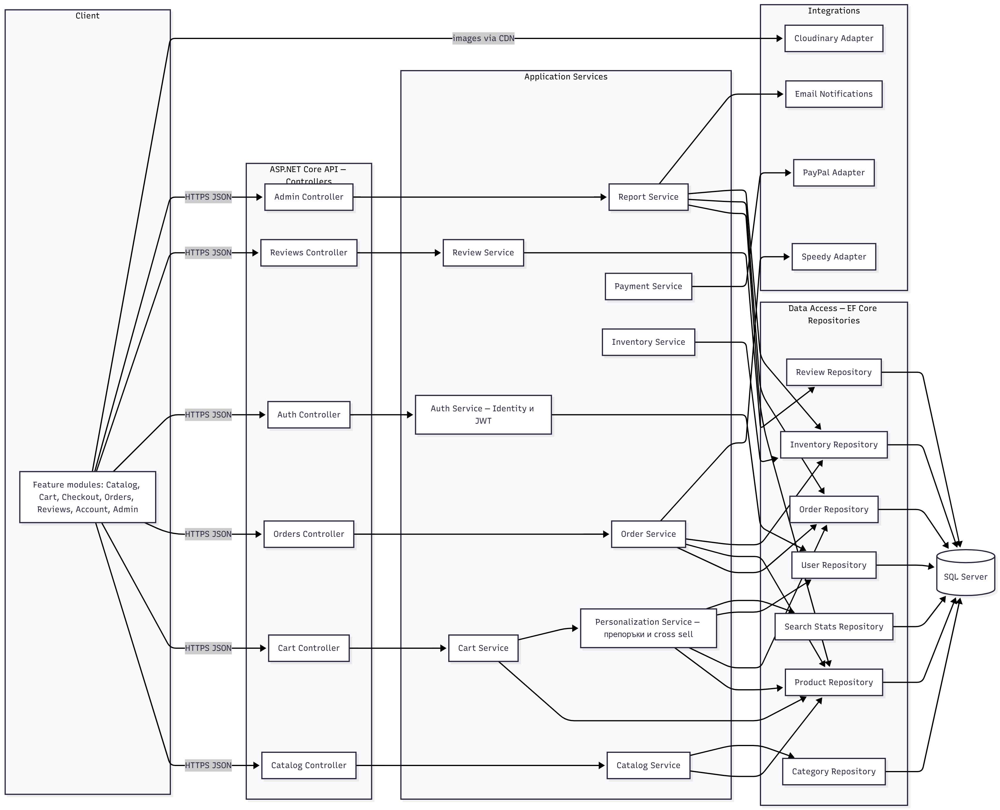 Client
Feature modules: Catalog,
Cart, Checkout, Orders,
Reviews, Account, Admin
images via CDN
HTTPS JSON
HTTPS JSON
HTTPS JSON
HTTPS JSON
HTTPS JSON
HTTPS JSON
ASP.NET Core API –
Controllers
Admin Controller
Reviews Controller
Auth Controller
Orders Controller
Cart Controller
Catalog Controller
Application Services
Report Service
Review Service
Payment Service
Inventory Service
Auth Service – Identity и
JWT
Order Service
Personalization Service –
препоръки и cross sell
Cart Service
Catalog Service
Integrations
Cloudinary Adapter
Email Notifications
PayPal Adapter
Speedy Adapter
Data Access – EF Core
Repositories
Review Repository
Inventory Repository
Order Repository
User Repository
Search Stats Repository
Product Repository
Category Repository
SQL Server